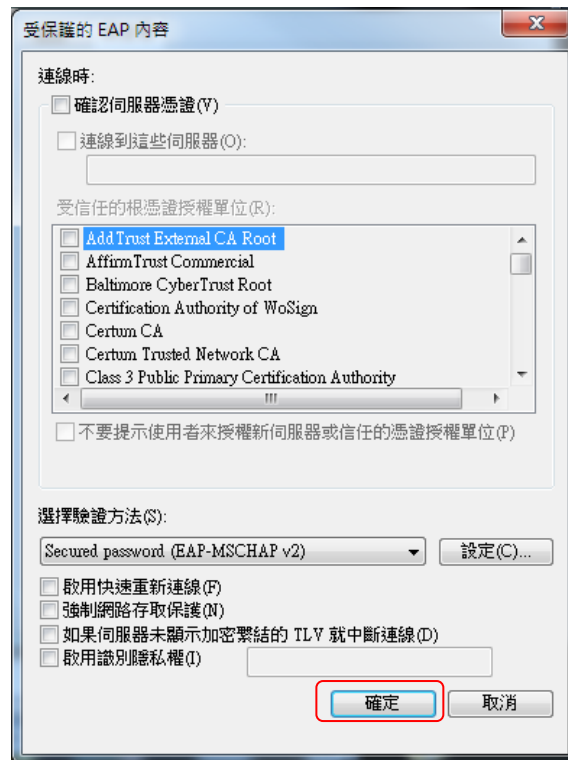 受保護的 EAP 內容
連線時:
確認伺服器憑證(V)
連線到這些伺服器(O):
受信任的根憑證授權單位(R):
AddTrust External CA Root
AffirmTrust Commercial
Baltimore CyberTrust Root
Certification Authority of WoSign
Certum CA
Certum Trusted Network CA
Class 3 Public Primary Certification Authority
不要提示使用者來授權新伺服器或信任的憑證授權單位(P)
選擇驗證方法(S):
Secured password (EAP-MSCHAP v2) 設定(C)...
啟用快速重新連線(F)
強制網路存取保護(N)
如果伺服器未顯示加密繫結的 TLV 就中斷連線(D)
啟用識別隱私權(I)
確定 取消